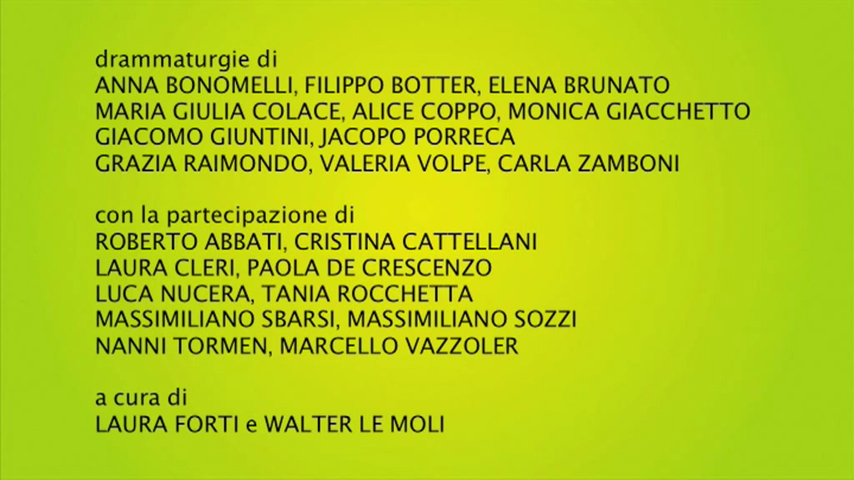 drammaturgie di
ANNA BONOMELLI, FILIPPO BOTTER, ELENA BRUNATO
MARIA GIULIA COLACE, ALICE COPPO, MONICA GIACCHETTO
GIACOMO GIUNTINI, JACOPO PORRECA
GRAZIA RAIMONDO, VALERIA VOLPE, CARLA ZAMBONI
con la partecipazione di
ROBERTO ABBATI, CRISTINA CATTELLANI
LAURA CLERI, PAOLA DE CRESCENZO
LUCA NUCERA, TANIA ROCCHETTA
MASSIMILIANO SBARSI, MASSIMILIANO SOZZI
NANNI TORMEN, MARCELLO VAZZOLER
a cura di
LAURA FORTI e WALTER LE MOLI